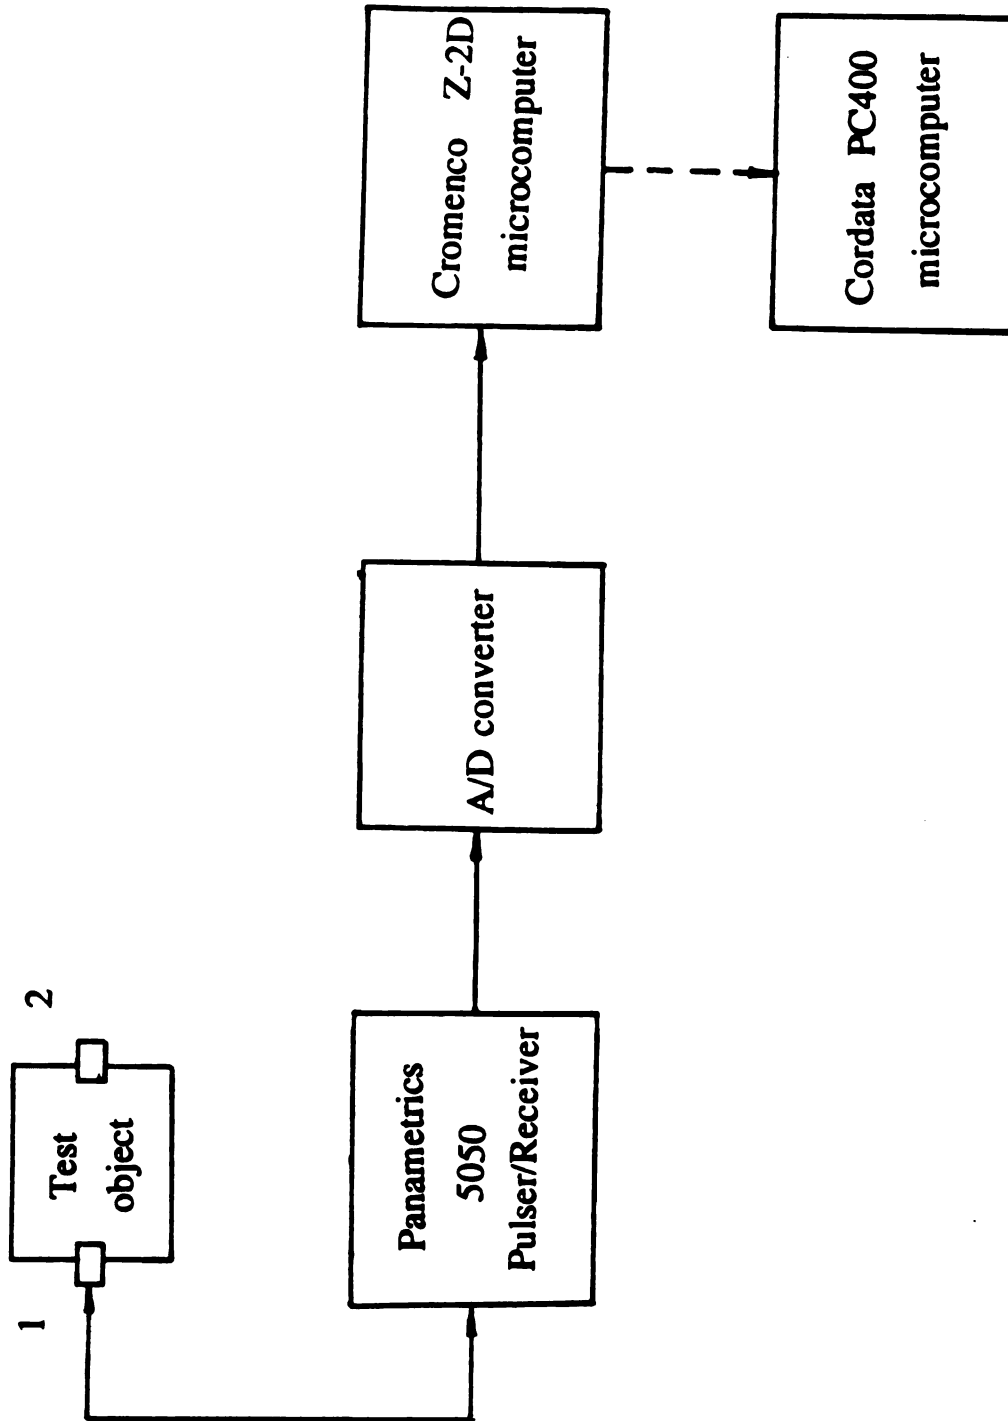 1
2
Test
object
Panametrics
5050
Pulser/Receiver
A/D converter
Cromenco Z-2D
microcomputer
Cordata PC400
microcomputer